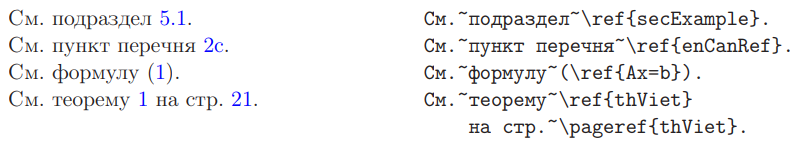 См. подраздел 5.1.
См. пункт перечня 2c.
См. формулу (1).
См. теорему 1 на стр. 21.
См.~подраздел~\ref{secExample}.
См.~пункт перечня~\ref{enCanRef}.
См.~формулу~(\ref{Ax=b}).
См.~теорему~\ref{thViet}
на стр.~\pageref{thViet}.